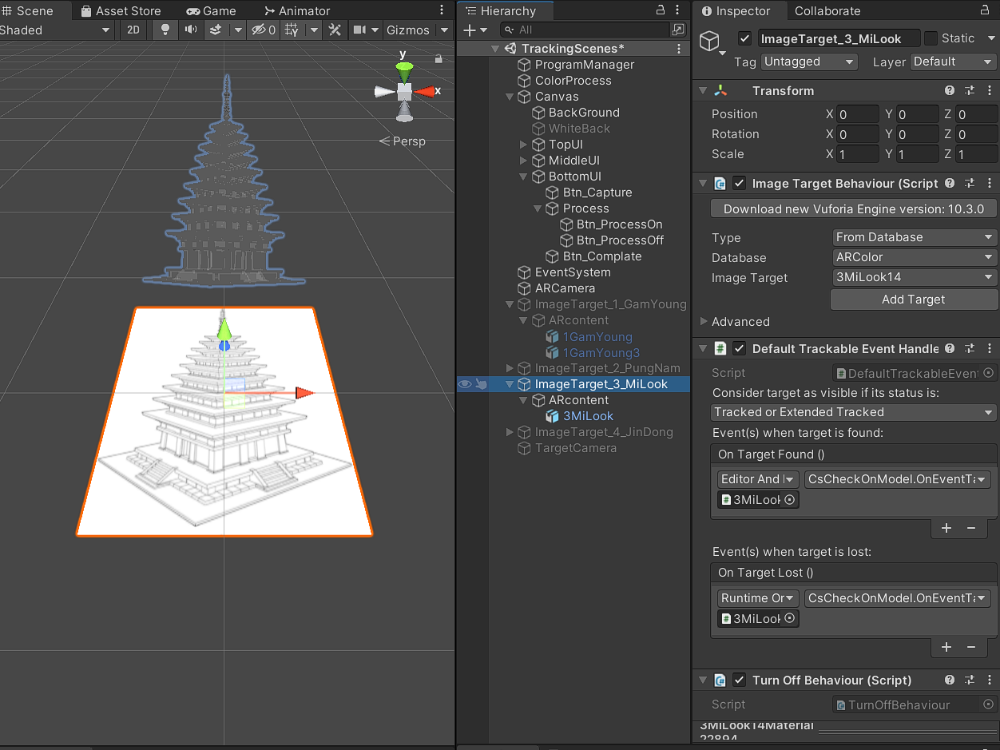 Scene
Asset Store
Game
Animator
Shaded
2D
0
Gizmos
y
x
Persp
Hierarchy
All
TrackingScenes*
ProgramManager
ColorProcess
Canvas
BackGround
WhiteBack
TopUI
MiddleUI
BottomUI
Btn_Capture
Process
Btn_ProcessOn
Btn_ProcessOff
Btn_Complate
EventSystem
ARCamera
ImageTarget_1_GamYoung
ARcontent
1GamYoung
1GamYoung3
ImageTarget_2_PungNam
ImageTarget_3_MiLook
ARcontent
3MiLook
ImageTarget_4_JinDong
TargetCamera
Inspector
Collaborate
ImageTarget_3_MiLook
Static
Tag Untagged Layer Default
Transform
Position X 0 Y 0 Z 0
Rotation X 0 Y 0 Z 0
Scale X 1 Y 1 Z 1
Image Target Behaviour (Script
Download new Vuforia Engine version: 10.3.0
Type From Database
Database ARColor
Image Target 3MiLook14
Add Target
Advanced
Default Trackable Event Handle
Script DefaultTrackableEvent
Consider target as visible if its status is:
Tracked or Extended Tracked
Event(s) when target is found:
On Target Found ()
Editor And CsCheckOnModel.OnEventTa
3MiLook
+ −
Event(s) when target is lost:
On Target Lost ()
Runtime Or CsCheckOnModel.OnEventTa
3MiLook
+ −
Turn Off Behaviour (Script)
Script TurnOffBehaviour
3MiLook14Material
22894